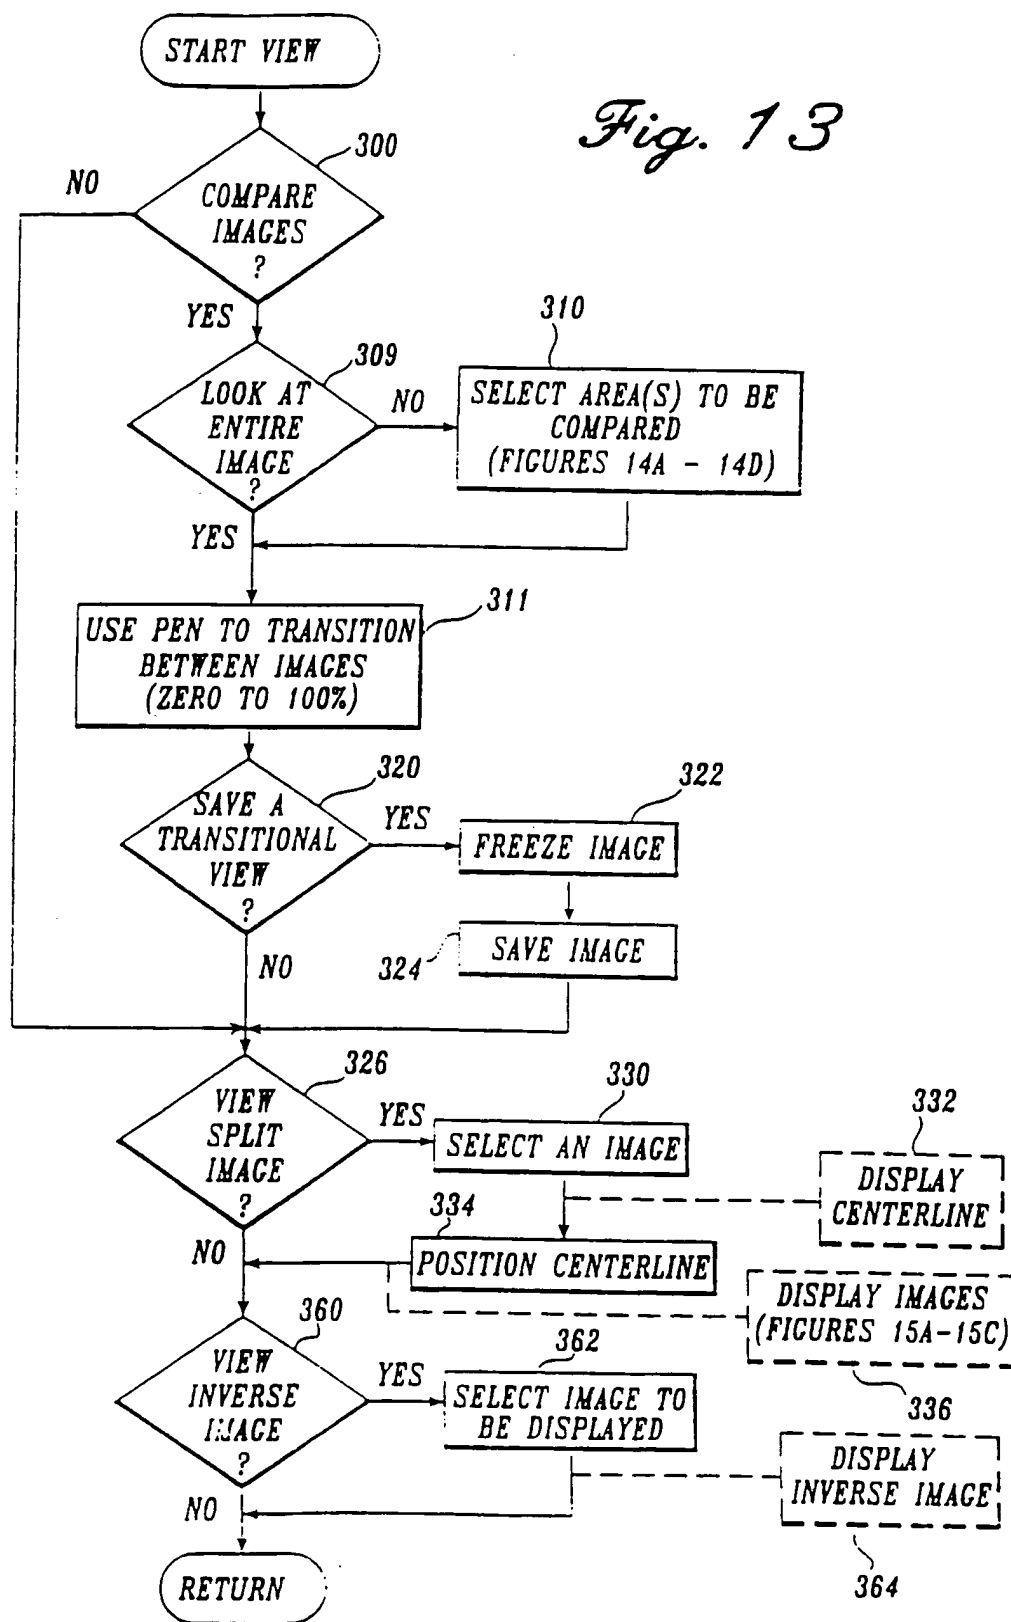 START VIEW
Fig. 13
300
NO
COMPARE
IMAGES
?
YES
309
310
LOOK AT
ENTIRE
IMAGE
?
NO
SELECT AREA(S) TO BE
COMPARED
(FIGURES 14A - 14D)
YES
311
USE PEN TO TRANSITION
BETWEEN IMAGES
(ZERO TO 100%)
320
322
SAVE A
TRANSITIONAL
VIEW
?
YES
FREEZE IMAGE
324
SAVE IMAGE
NO
326
330
332
VIEW
SPLIT
IMAGE
?
YES
SELECT AN IMAGE
DISPLAY
CENTERLINE
334
NO
POSITION CENTERLINE
DISPLAY IMAGES
(FIGURES 15A-15C)
336
360
362
VIEW
INVERSE
IMAGE
?
YES
SELECT IMAGE TO
BE DISPLAYED
DISPLAY
INVERSE IMAGE
364
NO
RETURN